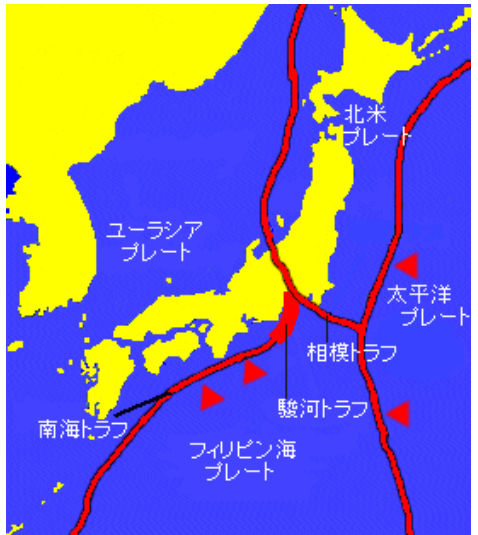 北米
プレート
ユーラシア
プレート
太平洋
プレート
相模トラフ
駿河トラフ
南海トラフ
フィリピン海
プレート